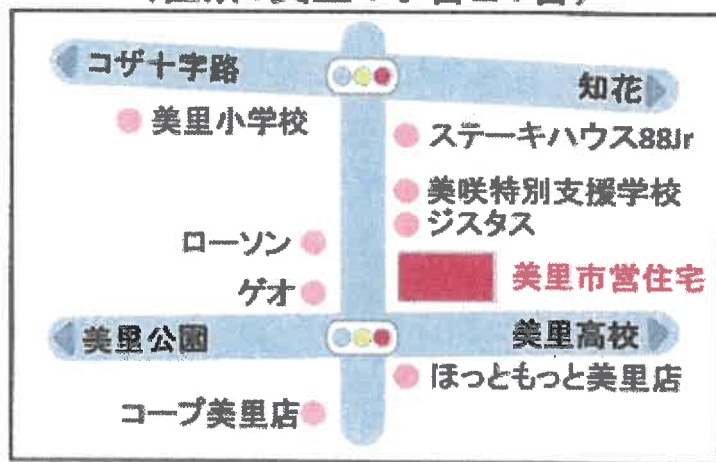 コザ十字路
知花
美里小学校
ステーキハウス88Jr
美咲特別支援学校
ジスタス
ローソン
美里市営住宅
ゲオ
美里公園
美里高校
ほっともっと美里店
コープ美里店